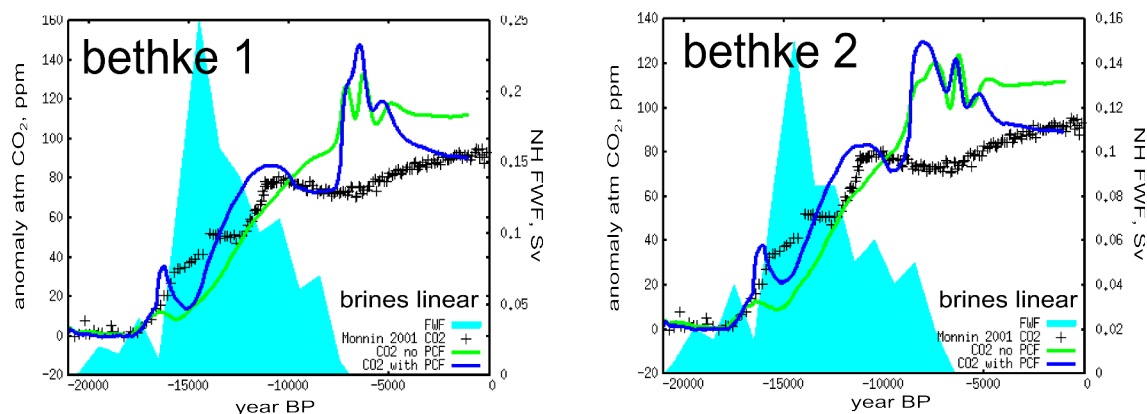 bethke 1
anomaly atm CO₂, ppm
160
140
120
100
80
60
40
20
0
−20
NH FWF, Sv
0.25
0.2
0.15
0.1
0.05
0
brines linear
FWF
Monnin 2001 CO2
CO2 no PCF
CO2 with PCF
−20000
−15000
−10000
−5000
0
year BP
bethke 2
anomaly atm CO₂, ppm
140
120
100
80
60
40
20
0
−20
NH FWF, Sv
0.16
0.14
0.12
0.1
0.08
0.06
0.04
0.02
0
brines linear
FWF
Monnin 2001 CO2
CO2 no PCF
CO2 with PCF
−20000
−15000
−10000
−5000
0
year BP